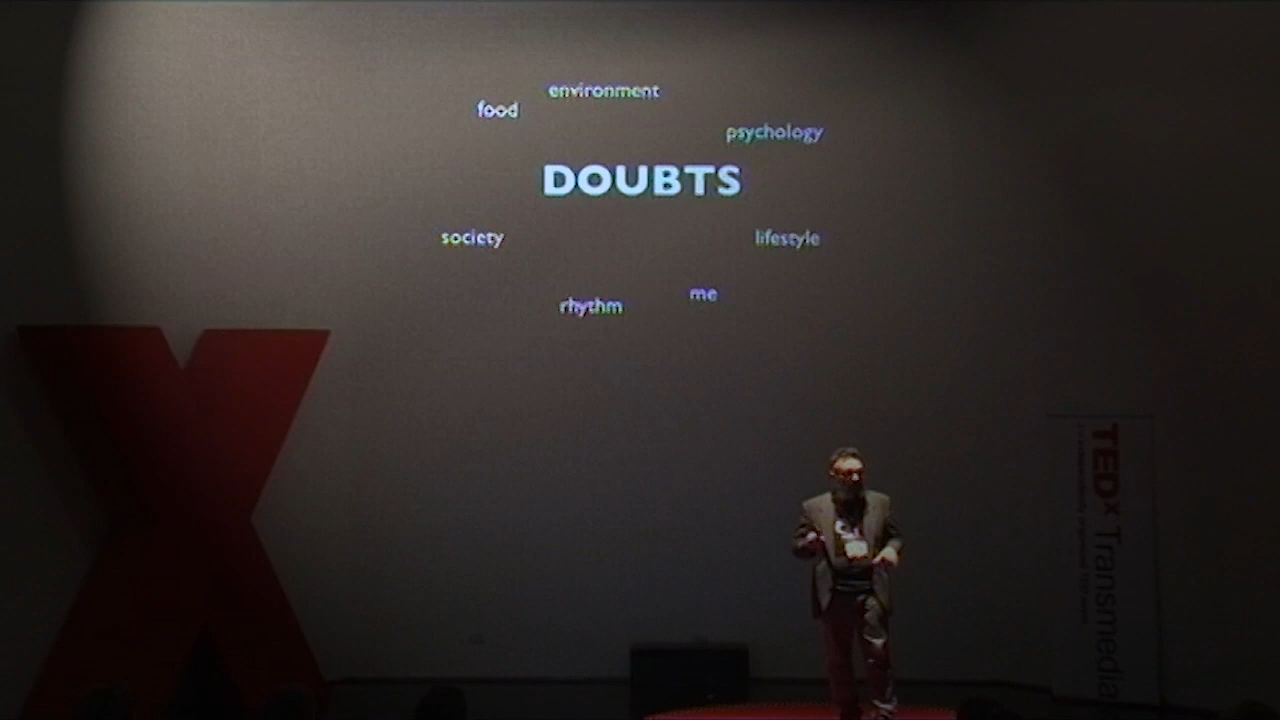 environment
food
psychology
DOUBTS
society
lifestyle
me
rhythm
TEDx Transmedia